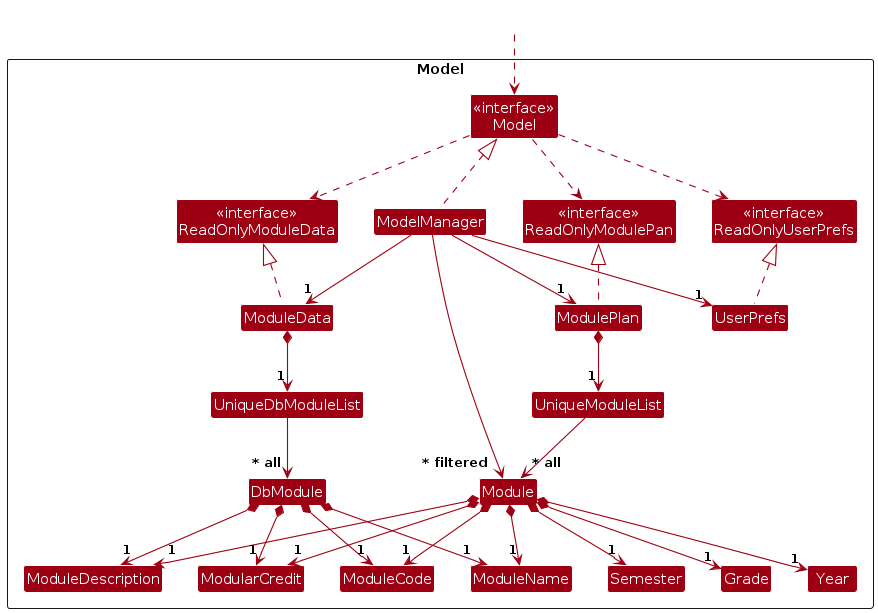 Model
«interface»
Model
«interface»
ReadOnlyModuleData
ModelManager
«interface»
ReadOnlyModulePan
«interface»
ReadOnlyUserPrefs
1
1
1
ModuleData
ModulePlan
UserPrefs
1
1
UniqueDbModuleList
UniqueModuleList
* all
* filtered
* all
DbModule
Module
1
1
1
1
1
1
1
1
1
1
1
ModuleDescription
ModularCredit
ModuleCode
ModuleName
Semester
Grade
Year